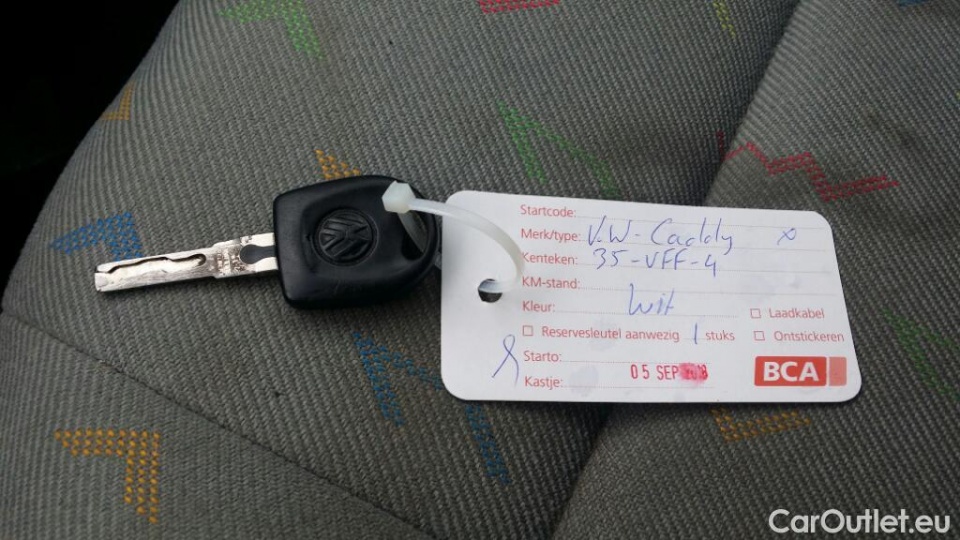 Startcode:
Merk/type: V.W-Caddy
Kenteken: 35-VFF-4
KM-stand:
Kleur: Wit
Laadkabel
Reservesleutel aanwezig 1 stuks
Ontstickeren
Starto:
Kastje: 05 SEP
BCA
CarOutlet.eu